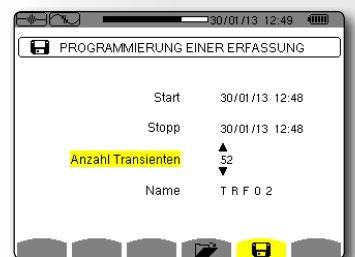 30/01/13 12:49
PROGRAMMIERUNG EINER ERFASSUNG
Start 30/01/13 12:48
Stopp 30/01/13 12:48
Anzahl Transienten 52
Name TRF02